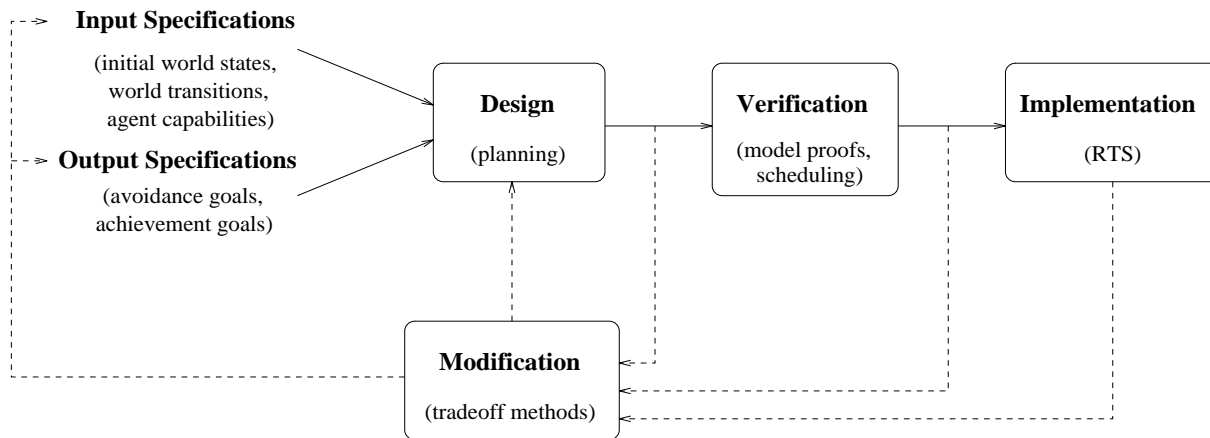 Input Specifications
(initial world states,
world transitions,
agent capabilities)
Output Specifications
(avoidance goals,
achievement goals)
Design
(planning)
Verification
(model proofs,
scheduling)
Implementation
(RTS)
Modification
(tradeoff methods)